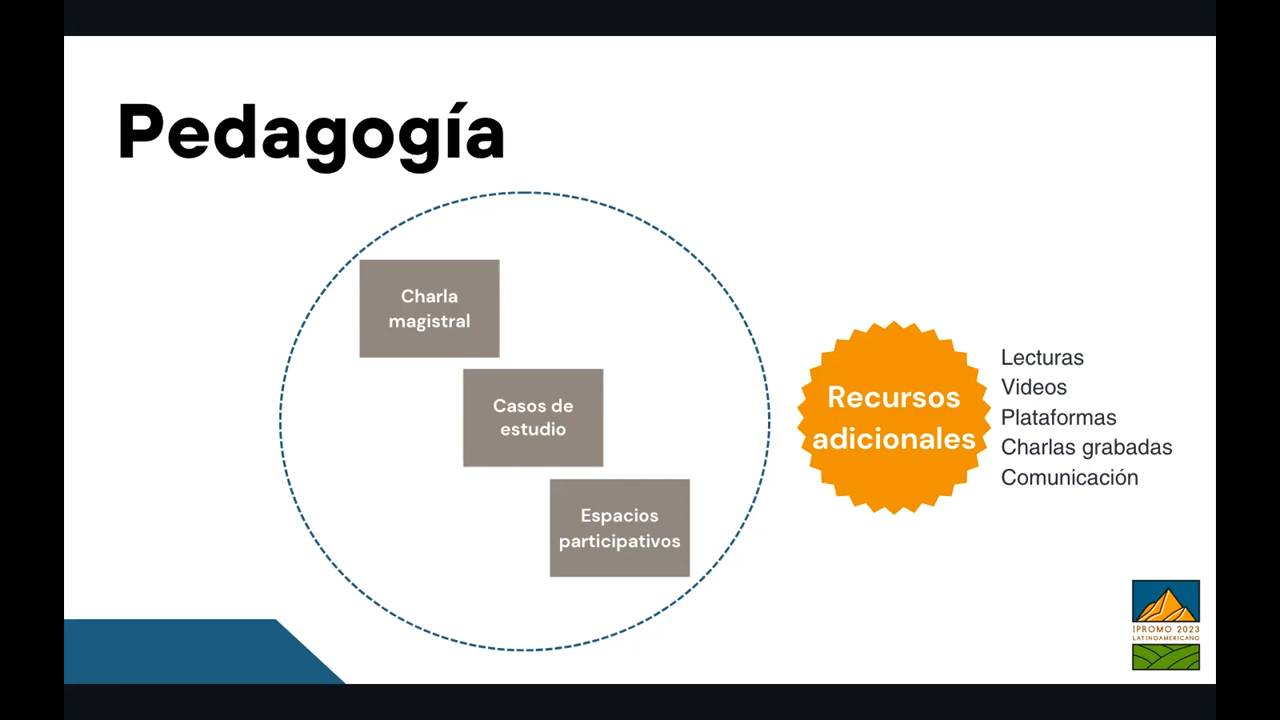 Pedagogía
Charla
magistral
Casos de
estudio
Espacios
participativos
Recursos
adicionales
Lecturas
Videos
Plataformas
Charlas grabadas
Comunicación
IPROMO 2023
LATINOAMERICANO